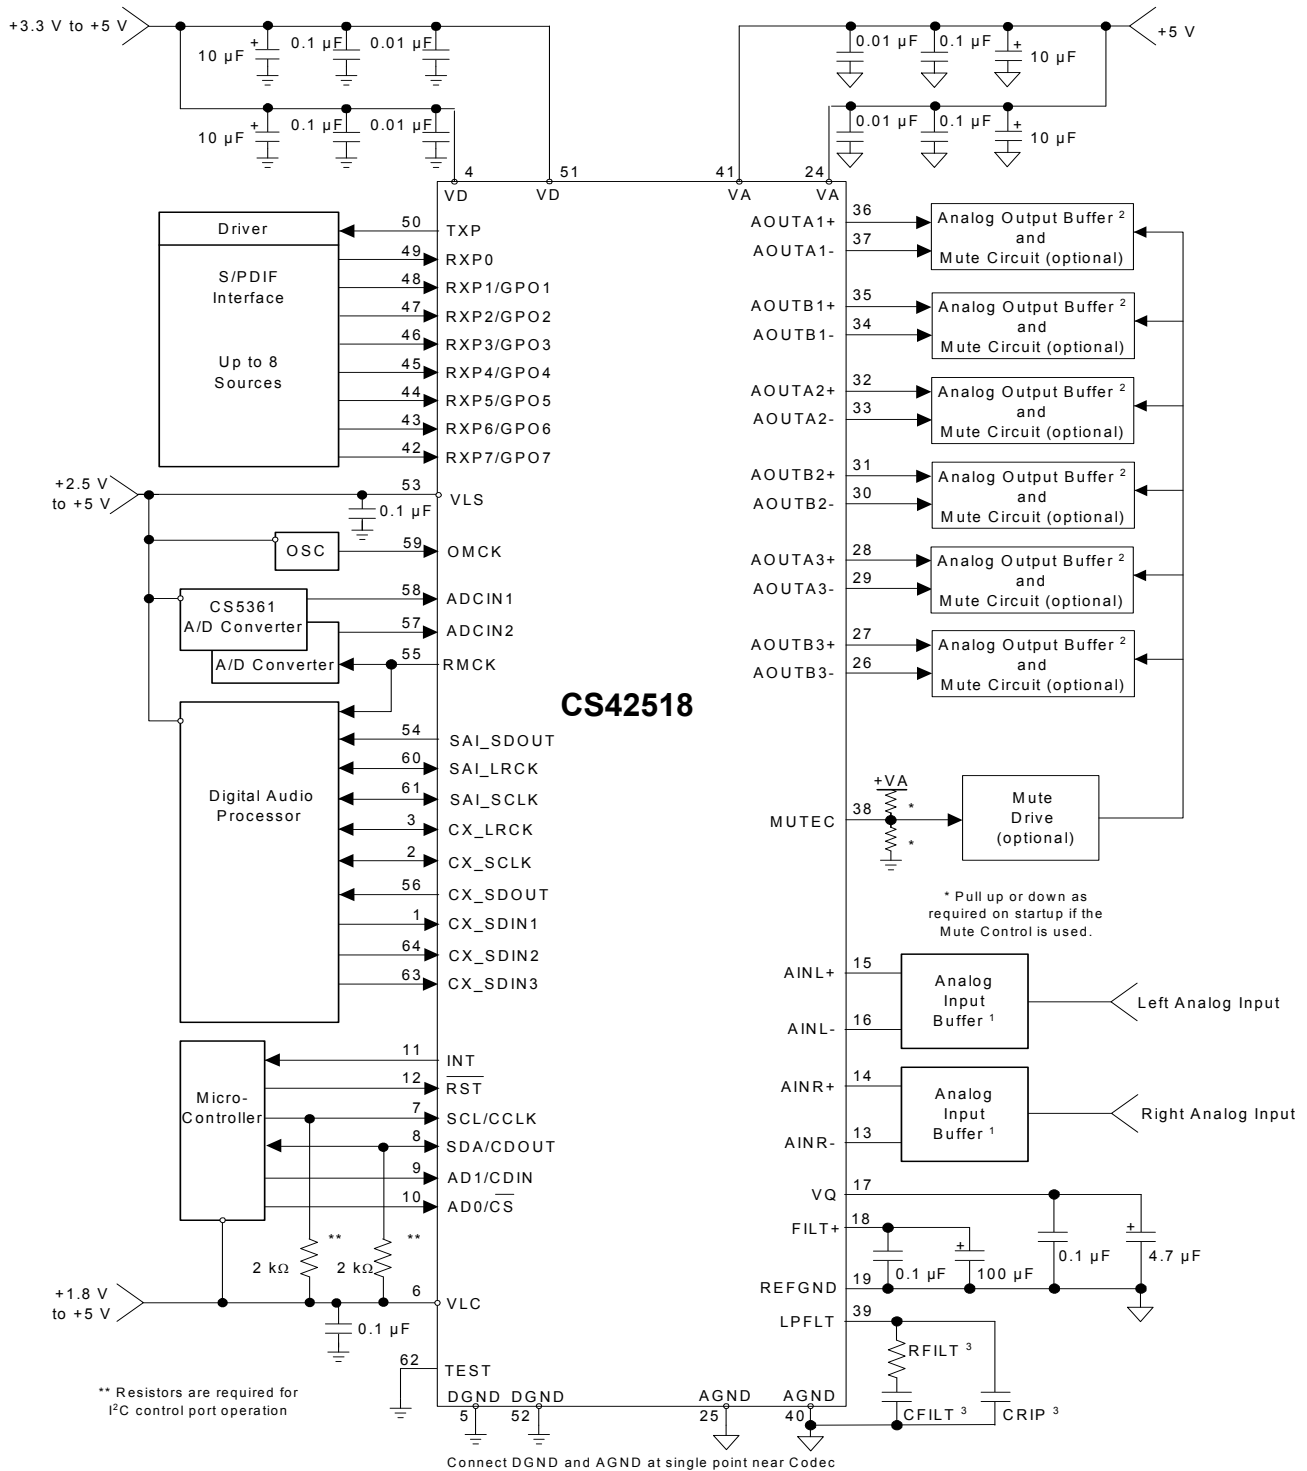 +3.3 V to +5 V
10 µF
+
0.1 µF
0.01 µF
10 µF
+
0.1 µF
0.01 µF
0.01 µF
0.1 µF
+
10 µF
+5 V
0.01 µF
0.1 µF
+
10 µF
4
51
41
24
VD
VD
VA
VA
Driver
S/PDIF
Interface
Up to 8
Sources
50
TXP
49
RXP0
48
RXP1/GPO1
47
RXP2/GPO2
46
RXP3/GPO3
45
RXP4/GPO4
44
RXP5/GPO5
43
RXP6/GPO6
42
RXP7/GPO7
+2.5 V
to +5 V
53
VLS
0.1 µF
OSC
59
OMCK
CS5361
A/D Converter
58
ADCIN1
57
ADCIN2
A/D Converter
55
RMCK
CS42518
Digital Audio
Processor
54
SAI_SDOUT
60
SAI_LRCK
61
SAI_SCLK
3
CX_LRCK
2
CX_SCLK
56
CX_SDOUT
1
CX_SDIN1
64
CX_SDIN2
63
CX_SDIN3
Micro-
Controller
11
INT
12
RST
7
SCL/CCLK
8
SDA/CDOUT
9
AD1/CDIN
10
AD0/CS
**
2 kΩ
**
2 kΩ
+1.8 V
to +5 V
6
VLC
0.1 µF
62
TEST
** Resistors are required for
I²C control port operation
DGND
5
DGND
52
AGND
25
AGND
40
Connect DGND and AGND at single point near Codec
AOUTA1+
36
AOUTA1-
37
Analog Output Buffer ²
and
Mute Circuit (optional)
AOUTB1+
35
AOUTB1-
34
Analog Output Buffer ²
and
Mute Circuit (optional)
AOUTA2+
32
AOUTA2-
33
Analog Output Buffer ²
and
Mute Circuit (optional)
AOUTB2+
31
AOUTB2-
30
Analog Output Buffer ²
and
Mute Circuit (optional)
AOUTA3+
28
AOUTA3-
29
Analog Output Buffer ²
and
Mute Circuit (optional)
AOUTB3+
27
AOUTB3-
26
Analog Output Buffer ²
and
Mute Circuit (optional)
MUTEC
38
+VA
*
*
Mute
Drive
(optional)
* Pull up or down as
required on startup if the
Mute Control is used.
AINL+
15
AINL-
16
Analog
Input
Buffer ¹
Left Analog Input
AINR+
14
AINR-
13
Analog
Input
Buffer ¹
Right Analog Input
VQ
17
FILT+
18
0.1 µF
+
100 µF
0.1 µF
+
4.7 µF
REFGND
19
LPFLT
39
RFILT ³
CFILT ³
CRIP ³